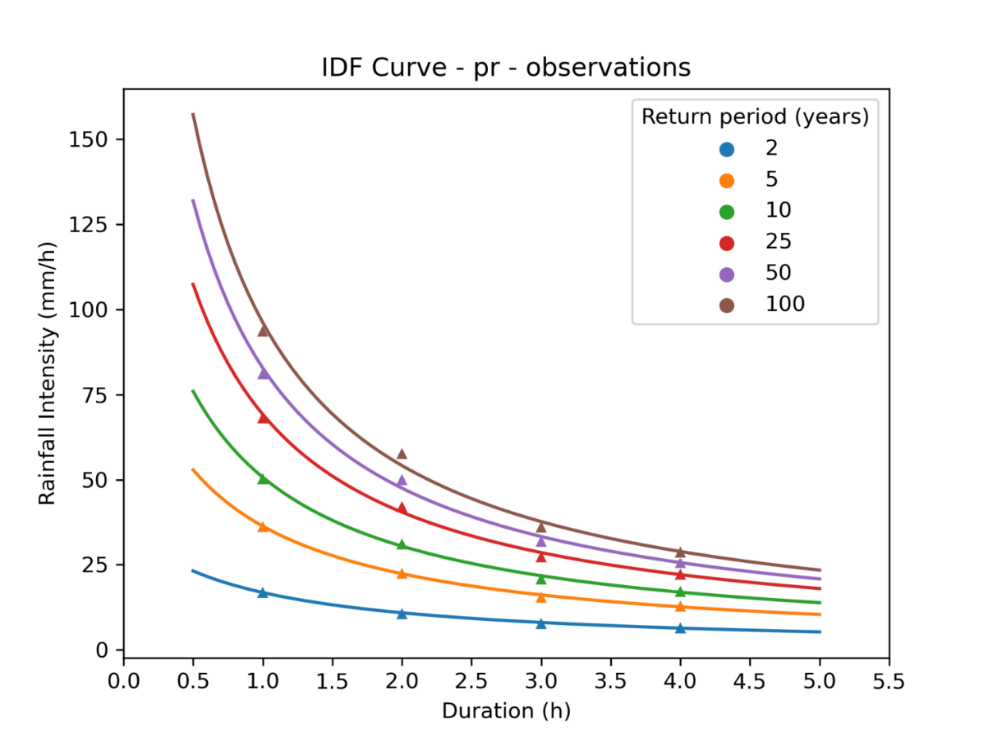 IDF Curve - pr - observations
Return period (years)
2
5
10
25
50
100
Rainfall Intensity (mm/h)
150
125
100
75
50
25
0
0.0 0.5 1.0 1.5 2.0 2.5 3.0 3.5 4.0 4.5 5.0 5.5
Duration (h)